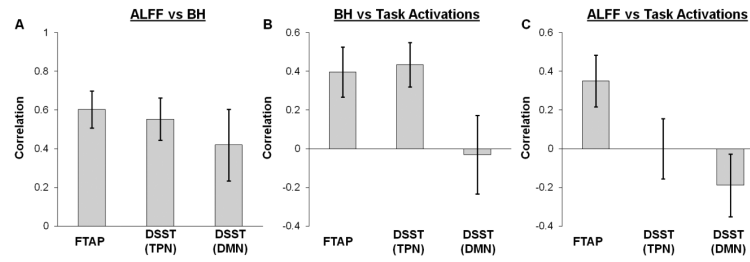 ALFF vs BH
A
Correlation
1
0.8
0.6
0.4
0.2
0
FTAP
DSST
(TPN)
DSST
(DMN)
BH vs Task Activations
B
Correlation
0.6
0.4
0.2
0
-0.2
-0.4
FTAP
DSST
(TPN)
DSST
(DMN)
ALFF vs Task Activations
C
Correlation
0.6
0.4
0.2
0
-0.2
-0.4
FTAP
DSST
(TPN)
DSST
(DMN)